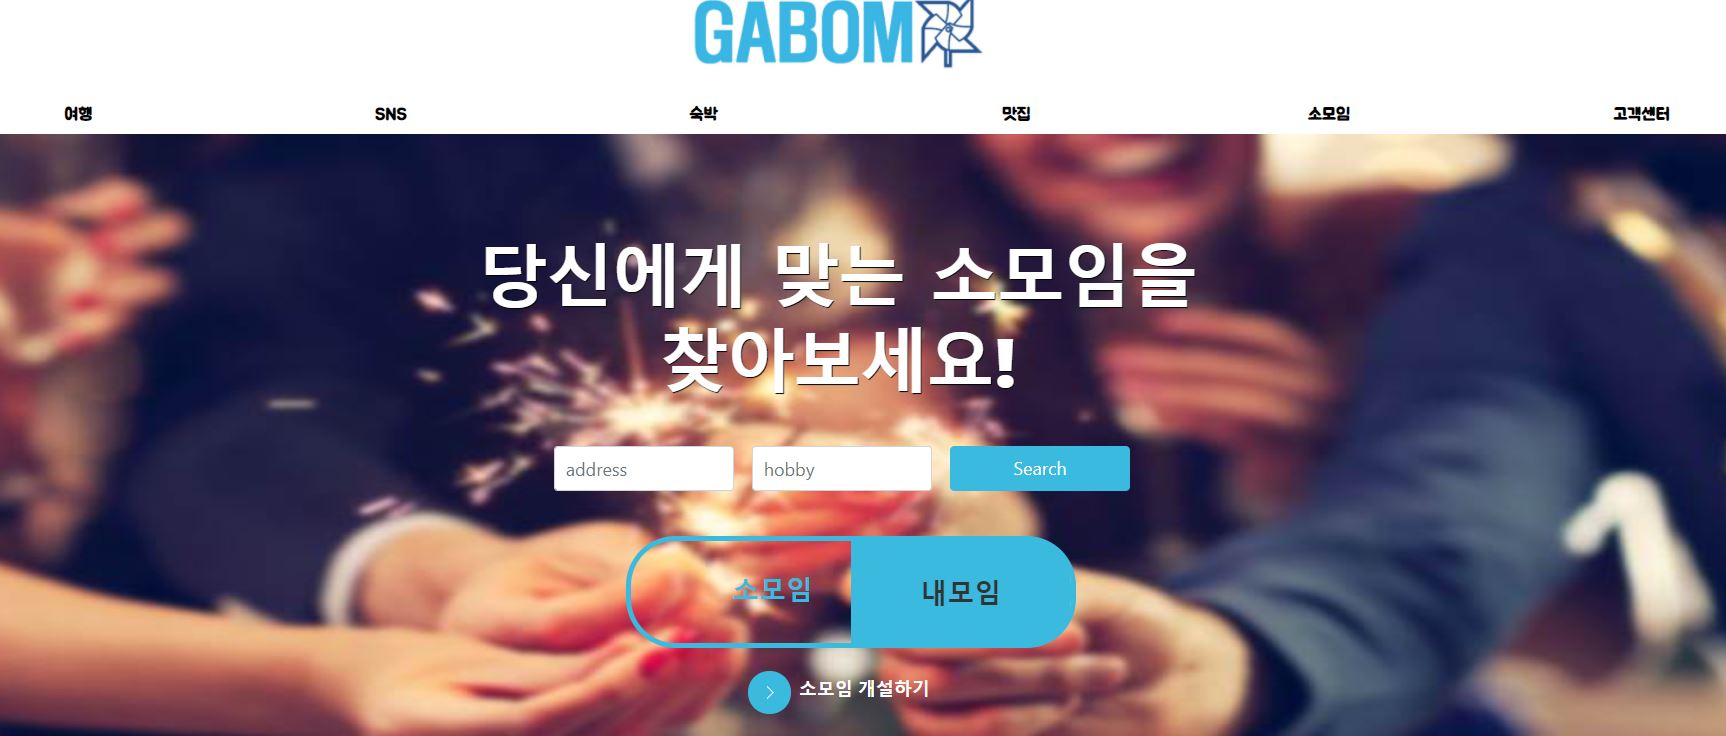 GABOM
여행 SNS 숙박 맛집 소모임 고객센터
당신에게 맞는 소모임을
찾아보세요!
address hobby Search
소모임 내모임
소모임 개설하기